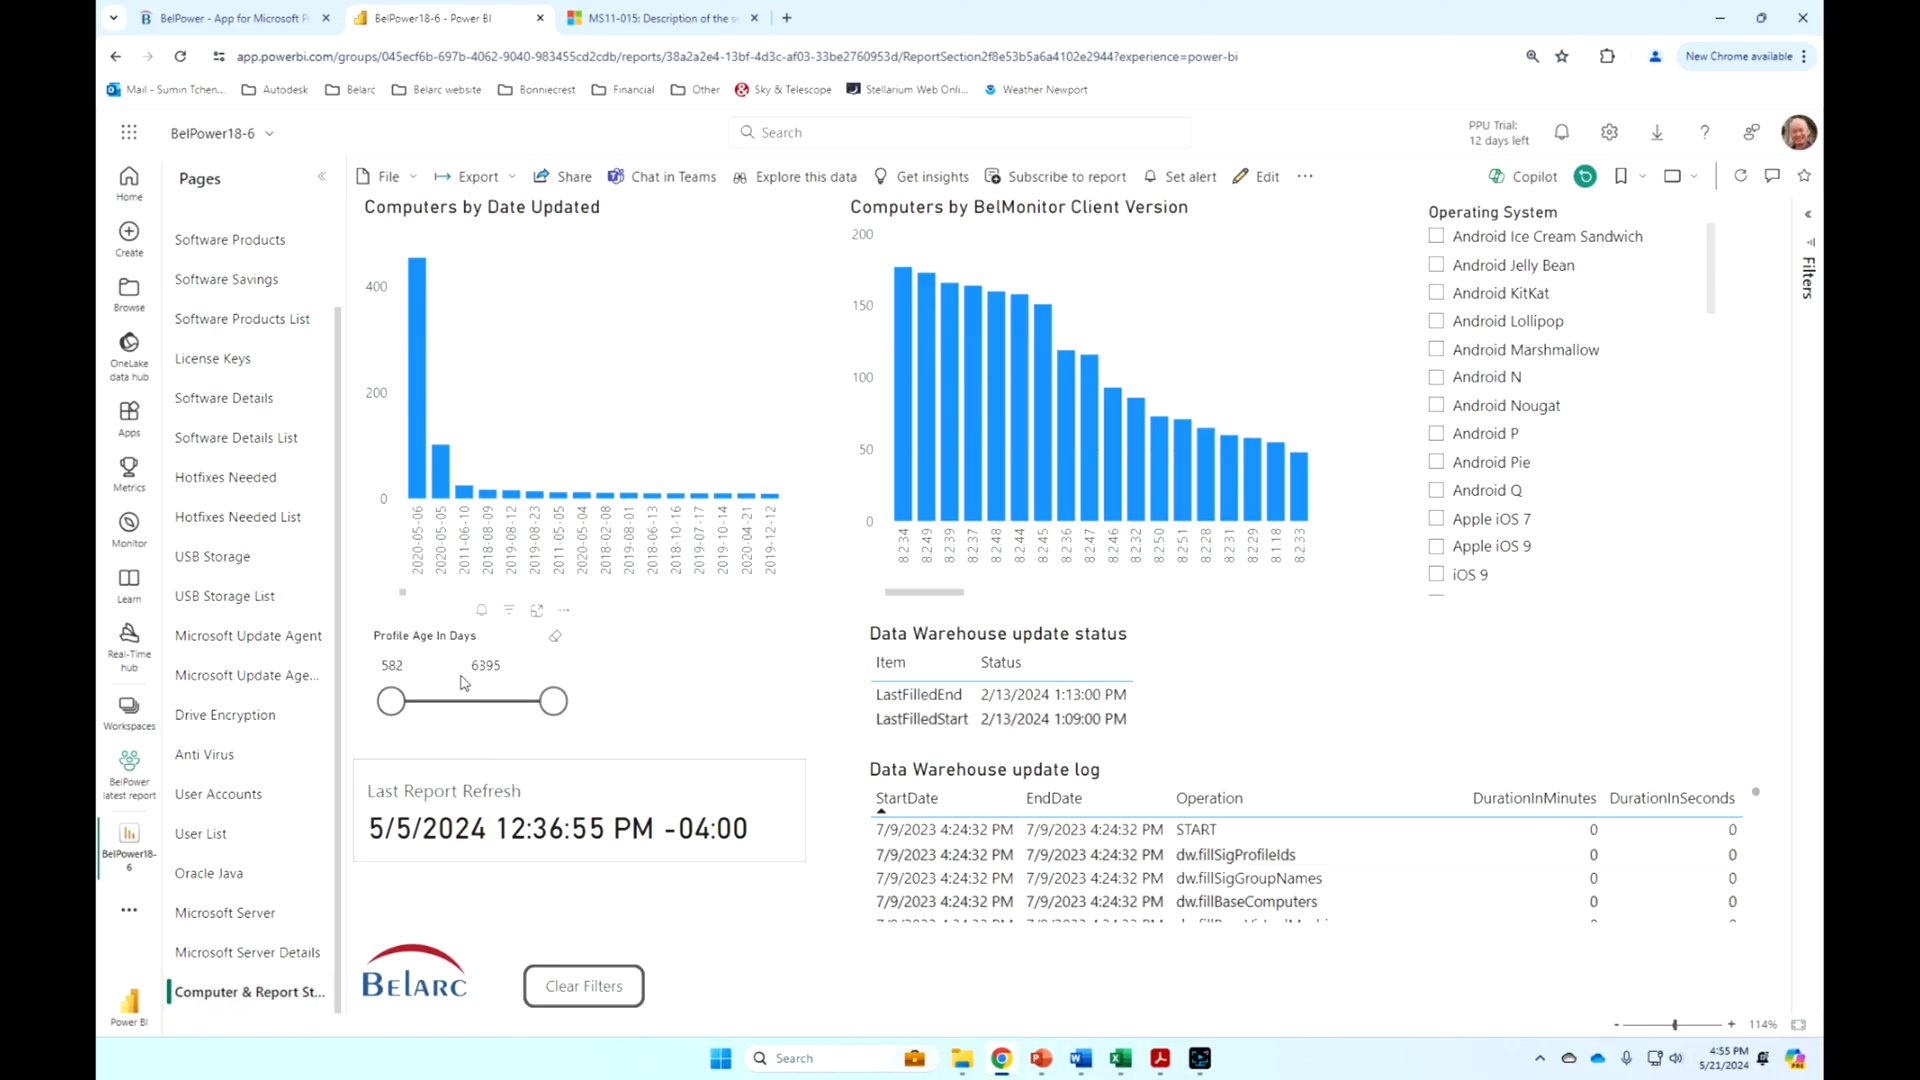 BelPower - App for Microsoft P
BelPower18-6 - Power BI
MS11-015: Description of the s
app.powerbi.com/groups/045ecf6b-697b-4062-9040-983455cd2cdb/reports/38a2a2e4-13bf-4d3c-af03-33be2760953d/ReportSection2f8e53b5a6a4102e2944?experience=power-bi
New Chrome available
Mail - Sumin Tchen...
Autodesk
Belarc
Belarc website
Bonniecrest
Financial
Other
Sky & Telescope
Stellarium Web Onli...
Weather Newport
BelPower18-6
Search
PPU Trial:
12 days left
Home
Create
Browse
OneLake
data hub
Apps
Metrics
Monitor
Learn
Real-Time
hub
Workspaces
BelPower
latest report
BelPower18-
6
Power BI
Pages
Software Products
Software Savings
Software Products List
License Keys
Software Details
Software Details List
Hotfixes Needed
Hotfixes Needed List
USB Storage
USB Storage List
Microsoft Update Agent
Microsoft Update Age...
Drive Encryption
Anti Virus
User Accounts
User List
Oracle Java
Microsoft Server
Microsoft Server Details
Computer & Report St...
File
Export
Share
Chat in Teams
Explore this data
Get insights
Subscribe to report
Set alert
Edit
Copilot
Computers by Date Updated
400
200
0
2020-05-06
2020-05-05
2011-06-10
2018-08-09
2019-08-12
2019-08-23
2011-05-05
2020-05-04
2018-02-08
2019-08-01
2018-06-13
2018-10-16
2019-07-17
2019-10-14
2020-04-21
2019-12-12
Computers by BelMonitor Client Version
200
150
100
50
0
8.2.34
8.2.49
8.2.39
8.2.37
8.2.48
8.2.44
8.2.45
8.2.36
8.2.47
8.2.46
8.2.32
8.2.50
8.2.51
8.2.28
8.2.31
8.2.29
8.1.18
8.2.33
Operating System
Android Ice Cream Sandwich
Android Jelly Bean
Android KitKat
Android Lollipop
Android Marshmallow
Android N
Android Nougat
Android P
Android Pie
Android Q
Apple iOS 7
Apple iOS 9
iOS 9
Filters
Profile Age In Days
582
6395
Last Report Refresh
5/5/2024 12:36:55 PM -04:00
BELARC
Clear Filters
Data Warehouse update status
Item Status
LastFilledEnd 2/13/2024 1:13:00 PM
LastFilledStart 2/13/2024 1:09:00 PM
Data Warehouse update log
StartDate EndDate Operation DurationInMinutes DurationInSeconds
7/9/2023 4:24:32 PM 7/9/2023 4:24:32 PM START 0 0
7/9/2023 4:24:32 PM 7/9/2023 4:24:32 PM dw.fillSigProfileIds 0 0
7/9/2023 4:24:32 PM 7/9/2023 4:24:32 PM dw.fillSigGroupNames 0 0
7/9/2023 4:24:32 PM 7/9/2023 4:24:32 PM dw.fillBaseComputers 0 0
114%
Search
4:55 PM
5/21/2024